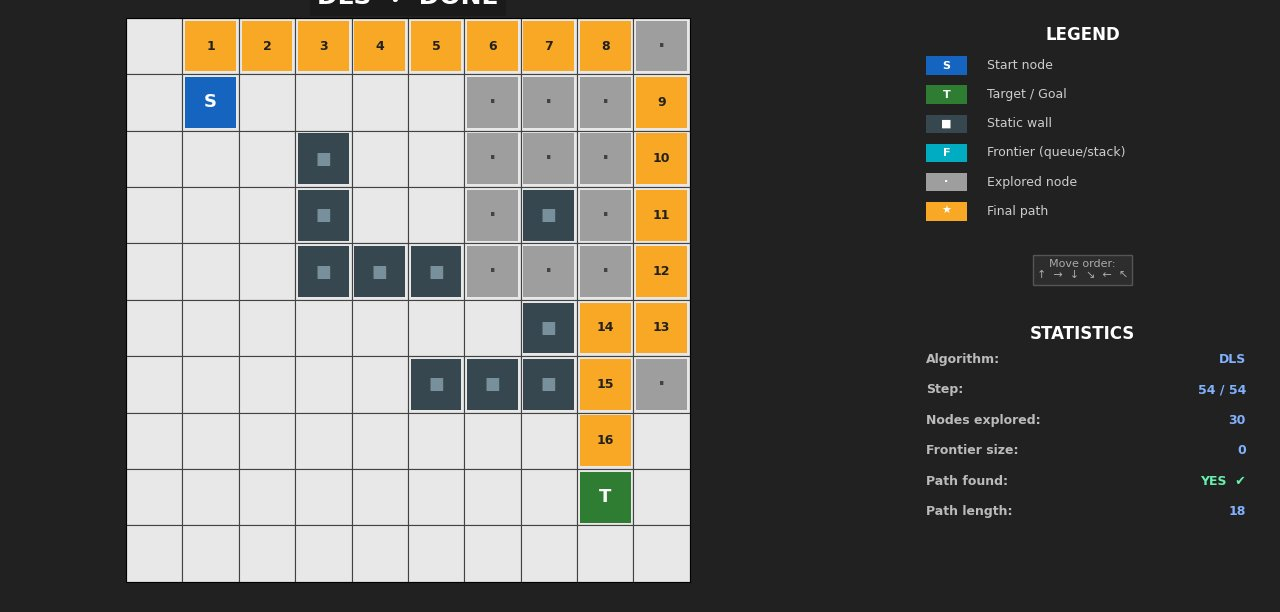 DLS · DONE
1 2 3 4 5 6 7 8 ·
S · · · 9
■ · · · 10
■ · ■ · 11
■ ■ ■ · · · 12
■ 14 13
■ ■ ■ 15 ·
16
T
LEGEND
S Start node
T Target / Goal
■ Static wall
F Frontier (queue/stack)
· Explored node
★ Final path
Move order:
↑ → ↓ ↘ ← ↖
STATISTICS
Algorithm: DLS
Step: 54 / 54
Nodes explored: 30
Frontier size: 0
Path found: YES ✔
Path length: 18